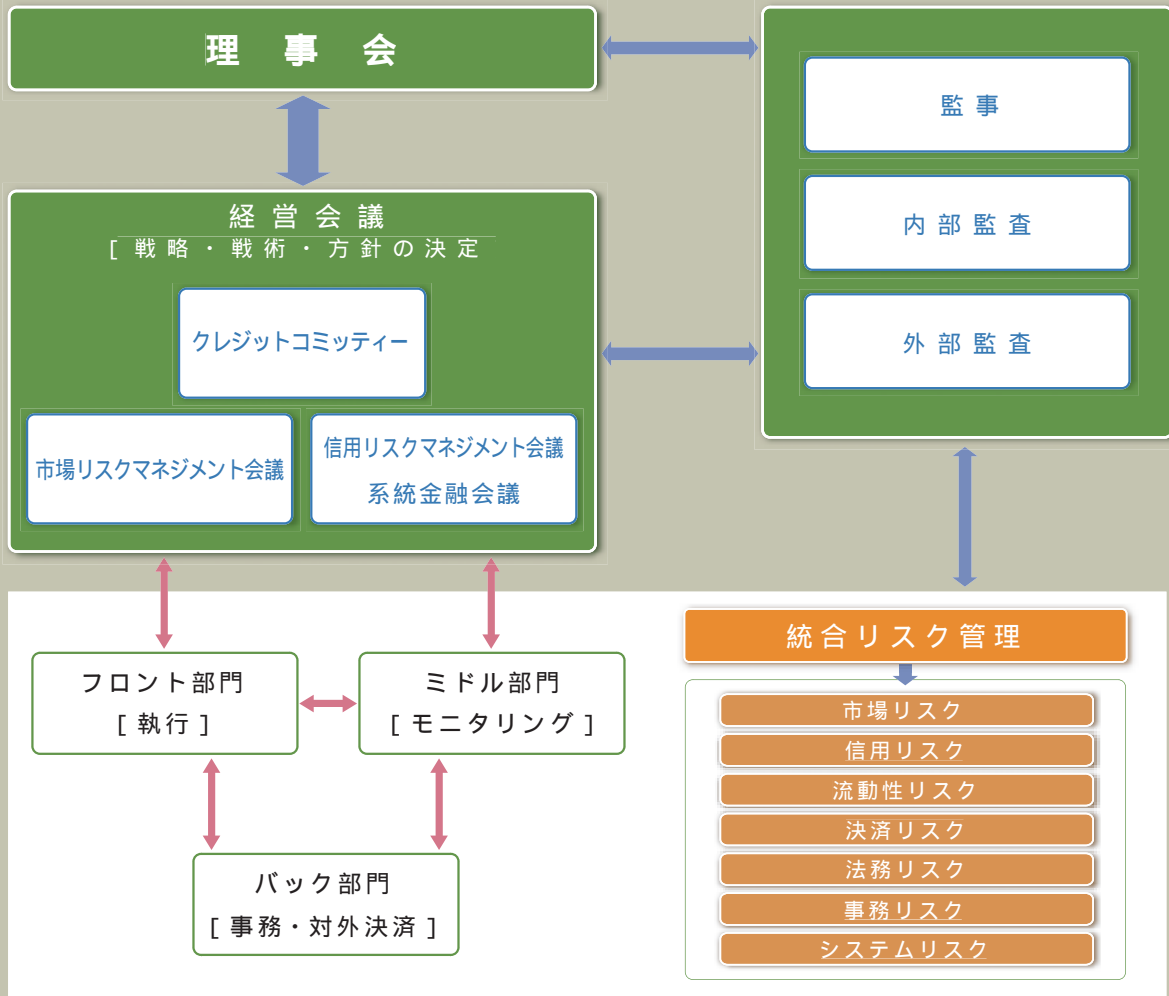 理事会
監事
内部監査
外部監査
経営会議
[ 戦略・戦術・方針の決定
クレジットコミッティー
市場リスクマネジメント会議
信用リスクマネジメント会議
系統金融会議
フロント部門
[ 執行 ]
ミドル部門
[ モニタリング ]
バック部門
[ 事務・対外決済 ]
統合リスク管理
市場リスク
信用リスク
流動性リスク
決済リスク
法務リスク
事務リスク
システムリスク